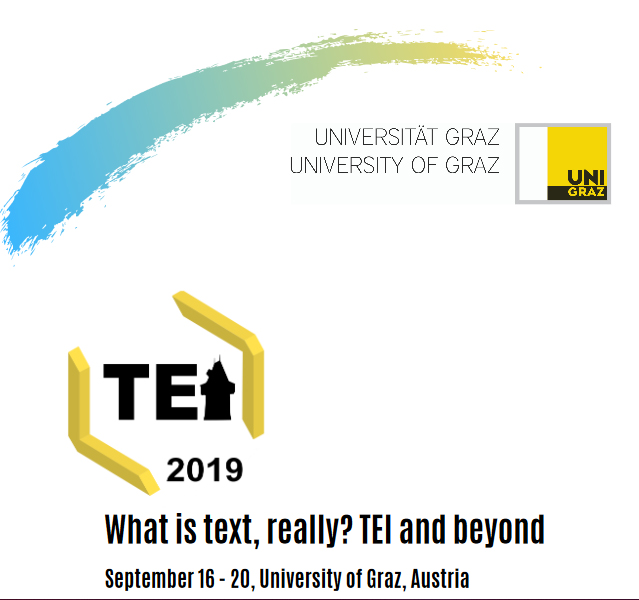 UNIVERSITÄT GRAZ
UNIVERSITY OF GRAZ
UNI
GRAZ
TEI
2019
What is text, really? TEI and beyond
September 16 - 20, University of Graz, Austria